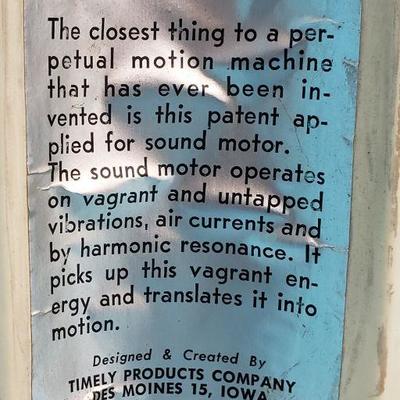 The closest thing to a per-
petual motion machine
that has ever been in-
vented is this patent ap-
plied for sound motor.
The sound motor operates
on vagrant and untapped
vibrations, air currents and
by harmonic resonance. It
picks up this vagrant en-
ergy and translates it into
motion.
Designed & Created By
TIMELY PRODUCTS COMPANY
DES MOINES 15, IOWA